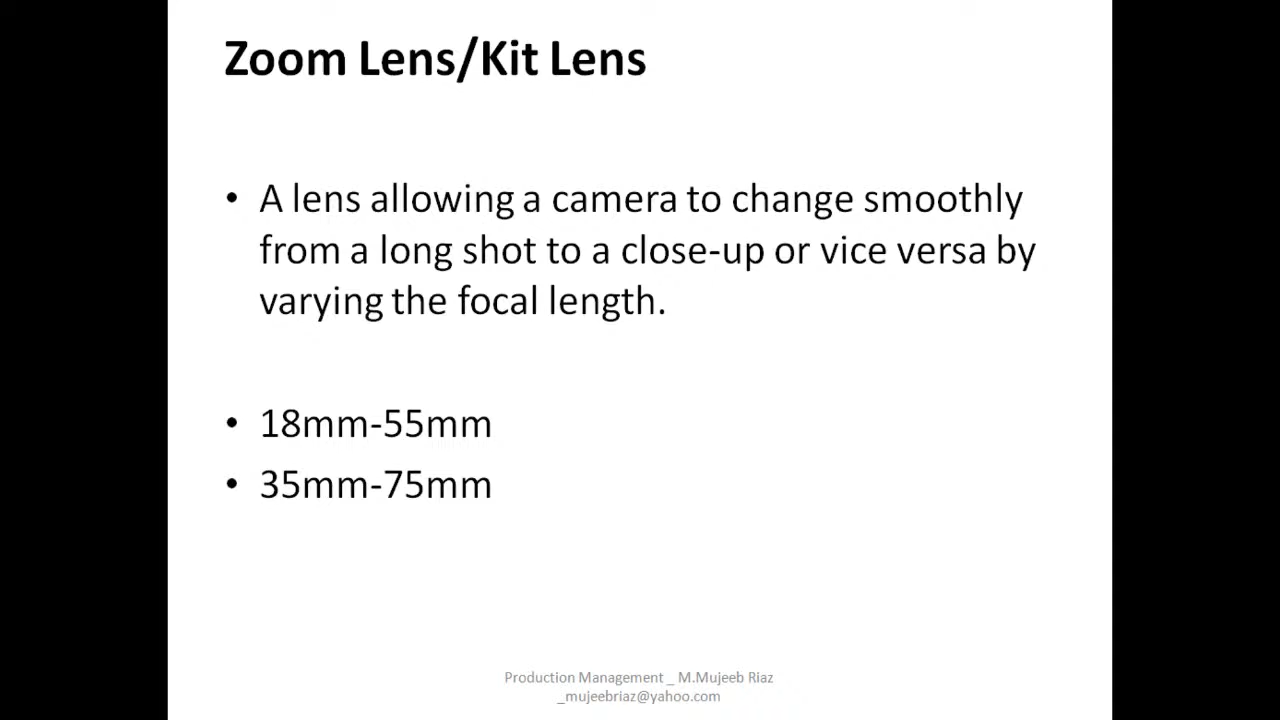 Zoom Lens/Kit Lens
• A lens allowing a camera to change smoothly
from a long shot to a close-up or vice versa by
varying the focal length.
• 18mm-55mm
• 35mm-75mm
Production Management _ M.Mujeeb Riaz
_mujeebriaz@yahoo.com